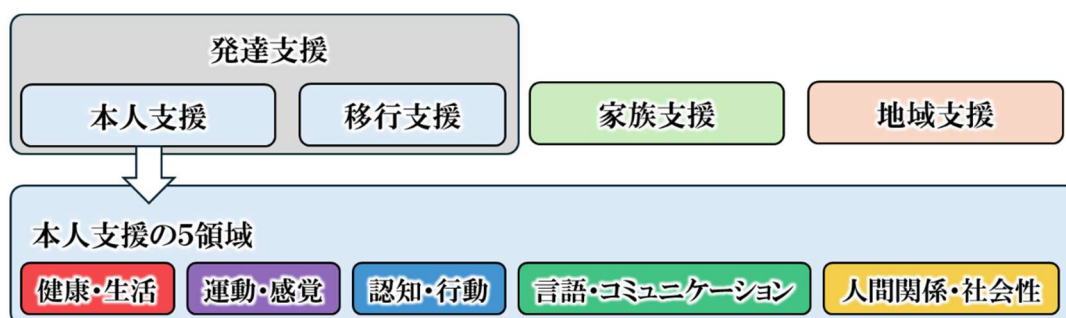 発達支援
本人支援
移行支援
家族支援
地域支援
本人支援の5領域
健康・生活
運動・感覚
認知・行動
言語・コミュニケーション
人間関係・社会性